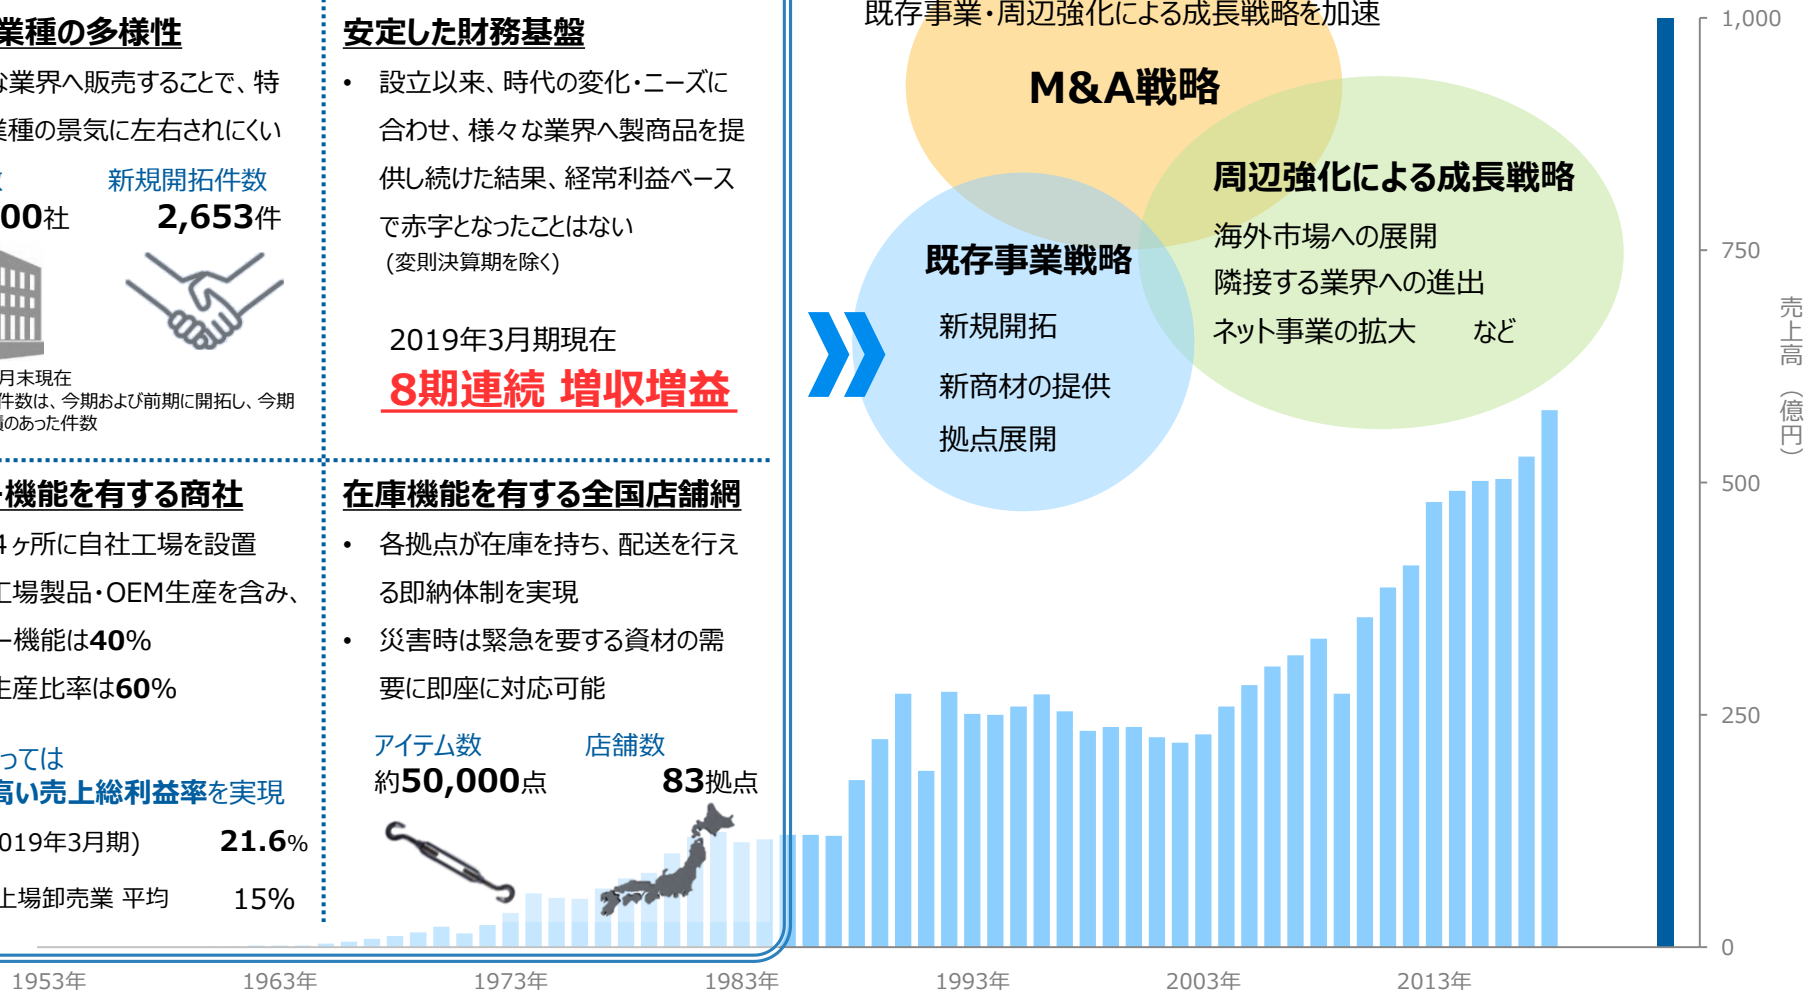 業種の多様性
業界へ販売することで、特
業種の景気に左右されにくい
新規開拓件数
00社
2,653件
月末現在
件数は、今期および前期に開拓し、今期
のあった件数
安定した財務基盤
• 設立以来、時代の変化・ニーズに
合わせ、様々な業界へ製商品を提
供し続けた結果、経常利益ベース
で赤字となったことはない
(変則決算期を除く)
2019年3月期現在
8期連続 増収増益
機能を有する商社
4ヶ所に自社工場を設置
工場製品・OEM生産を含み、
ー機能は40%
生産比率は60%
っては
高い売上総利益率を実現
019年3月期)
21.6%
上場卸売業 平均
15%
在庫機能を有する全国店舗網
• 各拠点が在庫を持ち、配送を行え
る即納体制を実現
• 災害時は緊急を要する資材の需
要に即座に対応可能
アイテム数
店舗数
約50,000点
83拠点
既存事業・周辺強化による成長戦略を加速
M&A戦略
周辺強化による成長戦略
海外市場への展開
隣接する業界への進出
ネット事業の拡大 など
既存事業戦略
新規開拓
新商材の提供
拠点展開
1,000
750
500
250
0
売上高（億円）
1953年
1963年
1973年
1983年
1993年
2003年
2013年